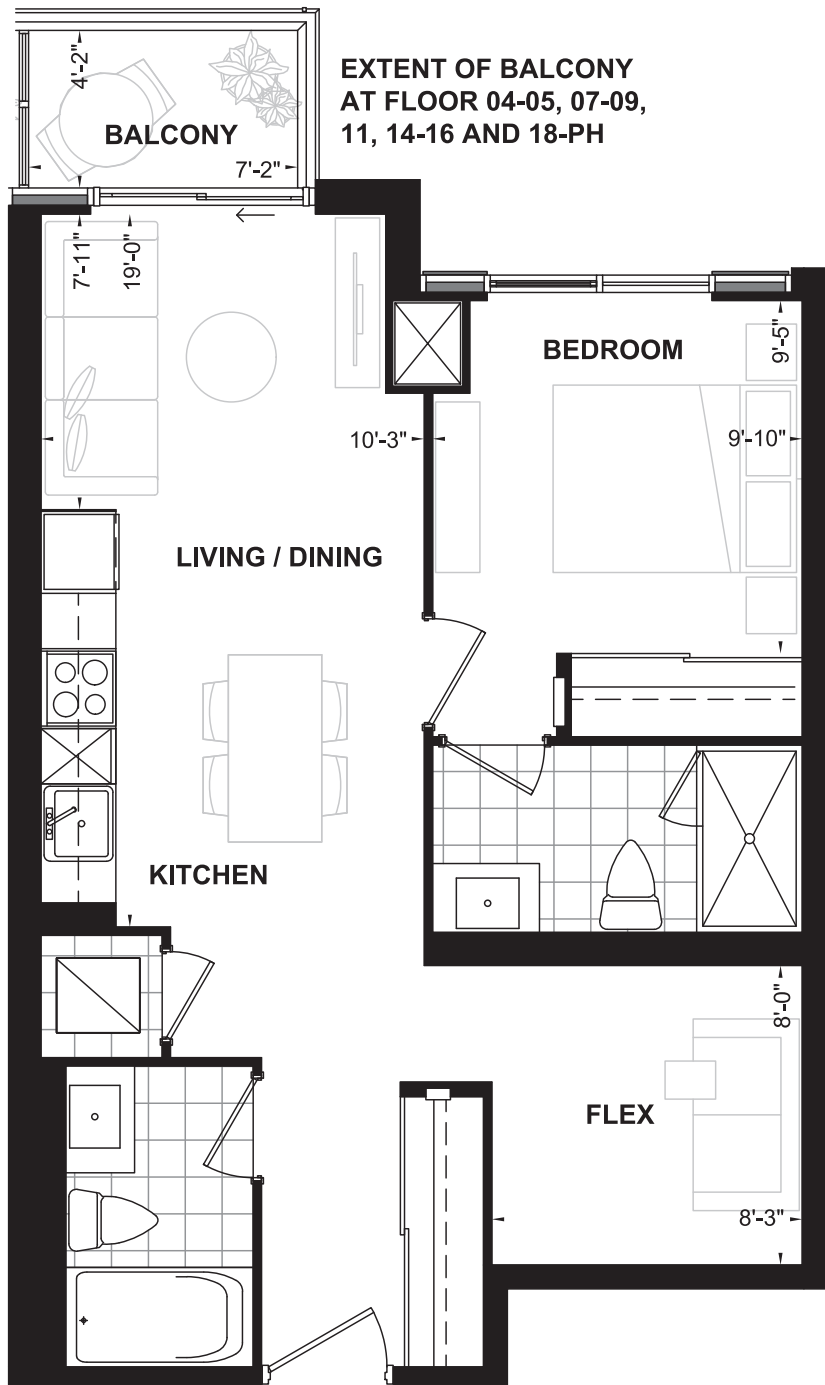 EXTENT OF BALCONY
AT FLOOR 04-05, 07-09,
11, 14-16 AND 18-PH
4'-2"
BALCONY
7'-2"
7'-11"
19'-0"
BEDROOM
9'-5"
10'-3"
9'-10"
LIVING / DINING
KITCHEN
8'-0"
FLEX
8'-3"